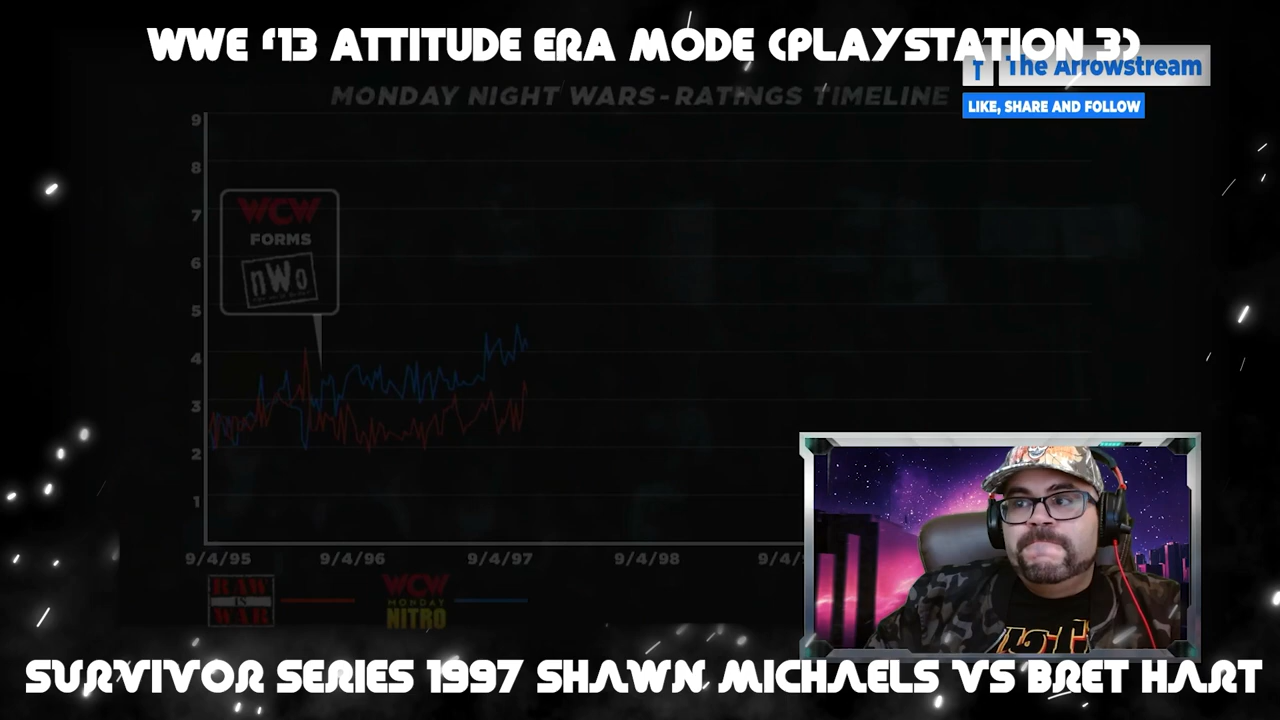 WWE '13 ATTITUDE ERA MODE (PLAYSTATION 3)
The Arrowstream
LIKE, SHARE AND FOLLOW
MONDAY NIGHT WARS-RATINGS TIMELINE
9
8
7
6
5
4
3
2
1
WCW
FORMS
nWo
9/4/95
9/4/96
9/4/97
9/4/98
9/4/
RAW
IS
WAR
WCW
MONDAY
NITRO
SURVIVOR SERIES 1997 SHAWN MICHAELS VS BRET HART